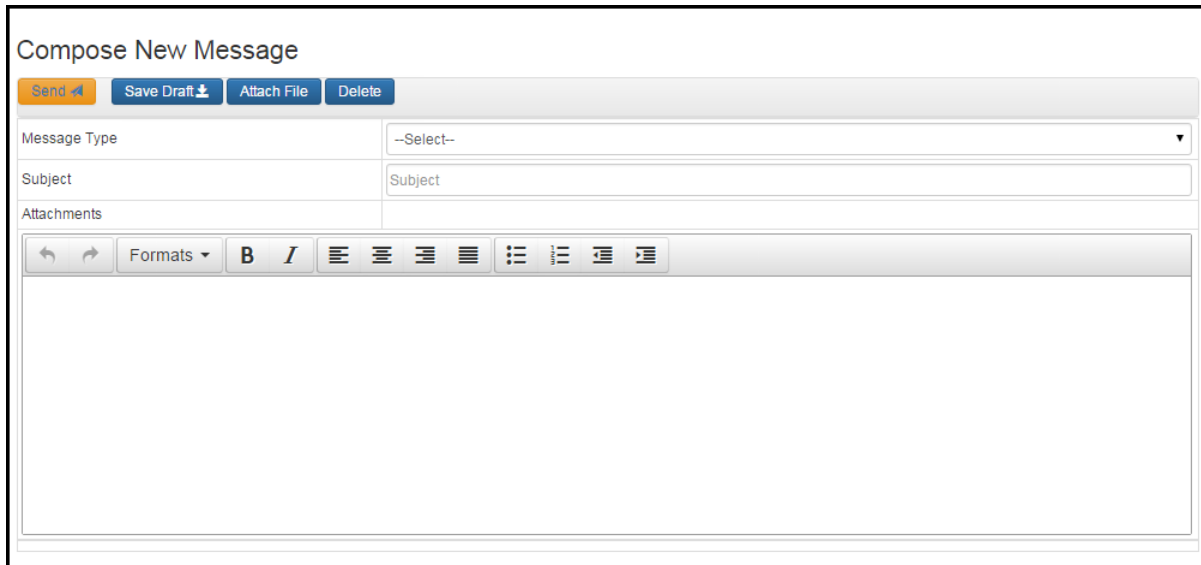 Compose New Message
Send Save Draft Attach File Delete
Message Type --Select--
Subject Subject
Attachments
Formats B I